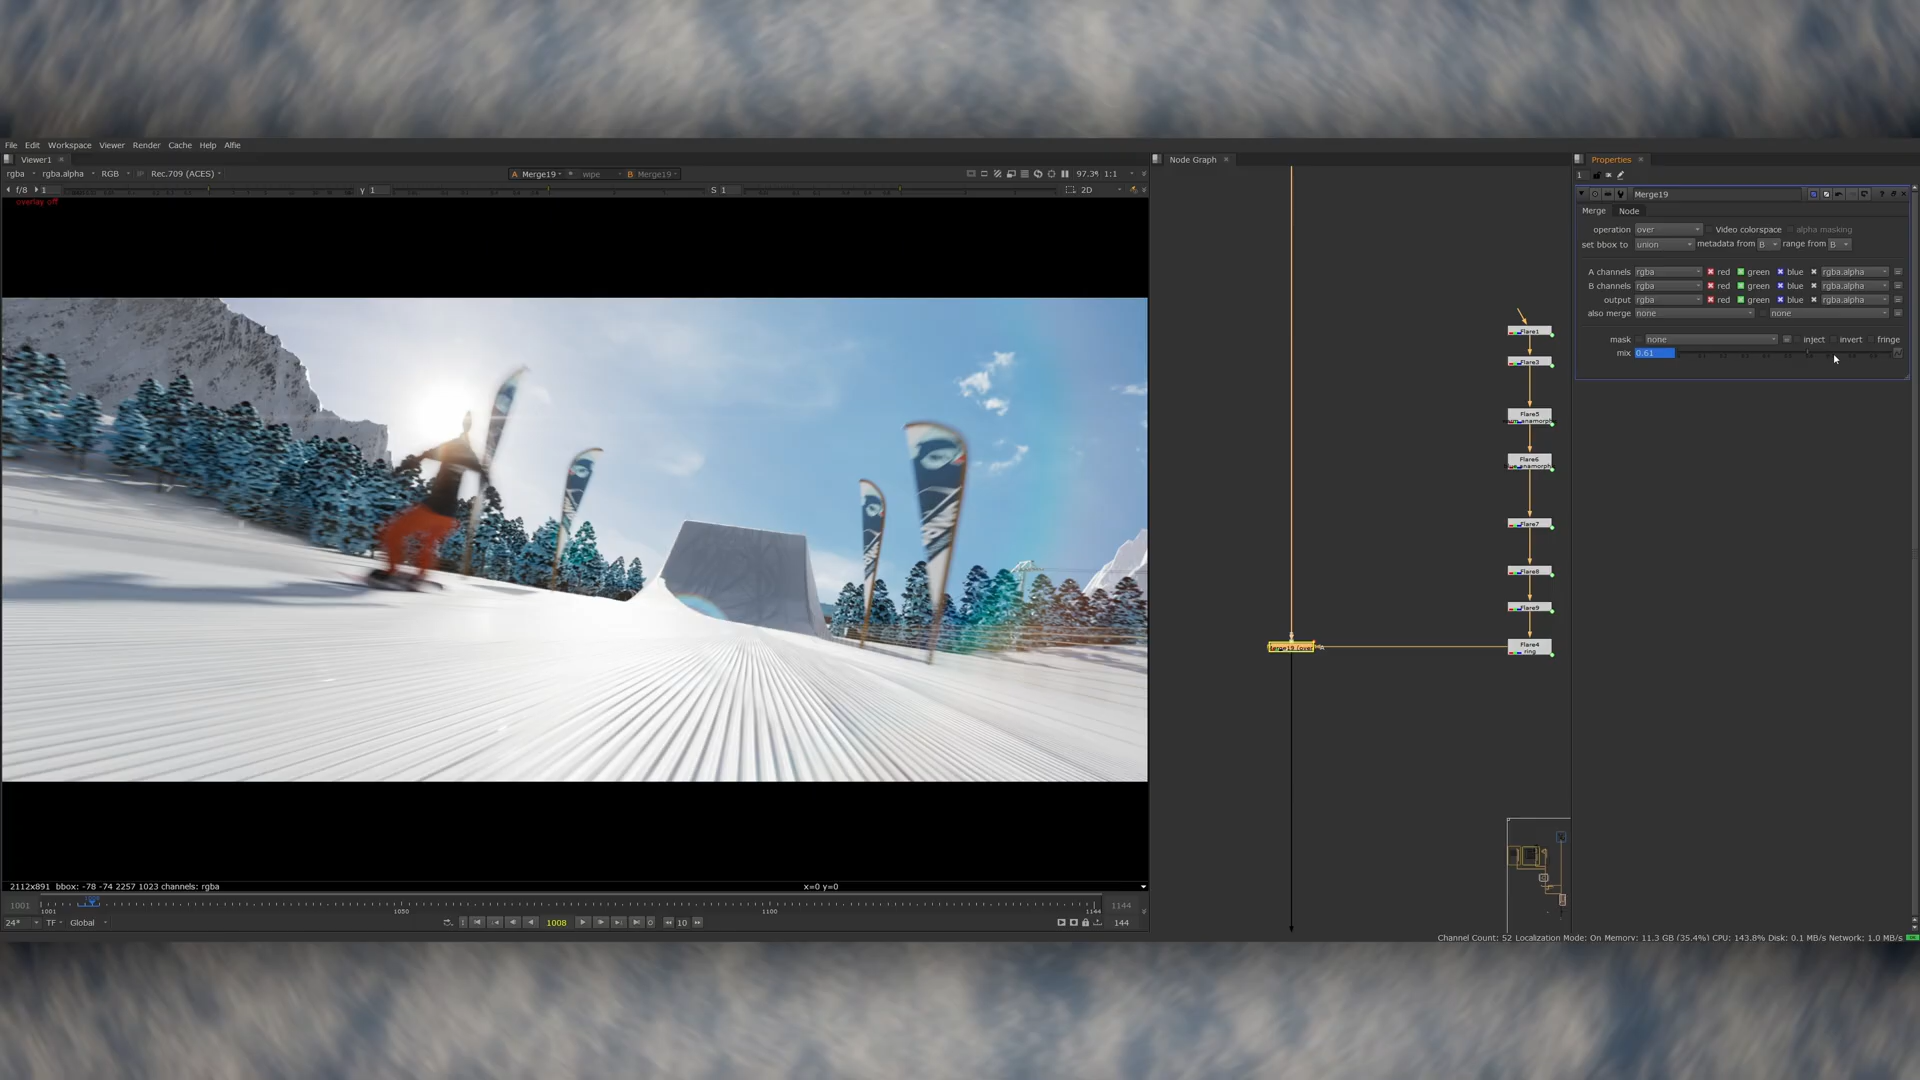 File Edit Workspace Viewer Render Cache Help Alfie
Viewer1
rgba rgba.alpha RGB IP Rec.709 (ACES)
A Merge19 wipe B Merge19
97.3% 1:1
f/8 1 y 1 S 1 2D
overlay off
2112x891 bbox: -78 -74 2257 1023 channels: rgba
x=0 y=0
1001 1001 1050 1100 1144 1144
24* TF Global
1008
10
144
Node Graph
Flare1
Flare3
Flare5
Flare6
Flare7
Flare8
Flare9
Flare4
ring
Merge19 (over
A
Properties
1
Merge19
Merge Node
operation over Video colorspace alpha masking
set bbox to union metadata from B range from B
A channels rgba red green blue rgba.alpha
B channels rgba red green blue rgba.alpha
output rgba red green blue rgba.alpha
also merge none none
mask none inject invert fringe
mix 0.61
Channel Count: 52 Localization Mode: On Memory: 11.3 GB (35.4%) CPU: 143.8% Disk: 0.1 MB/s Network: 1.0 MB/s